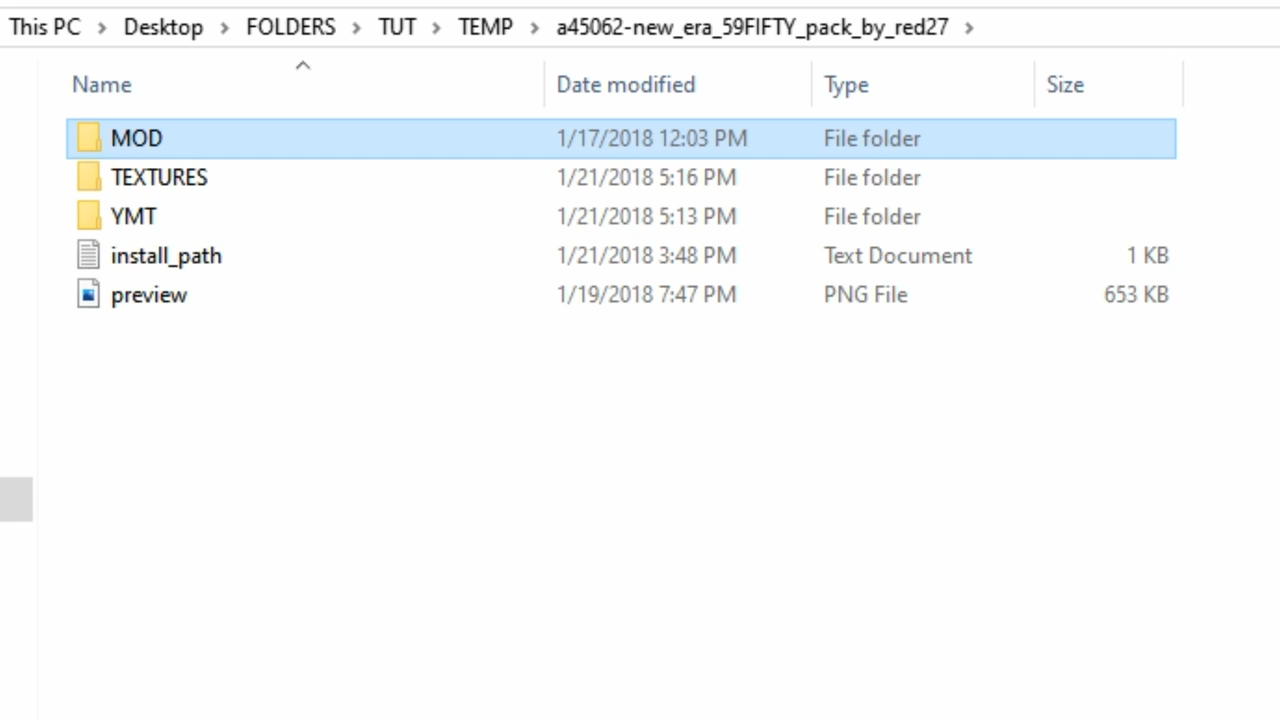 This PC > Desktop > FOLDERS > TUT > TEMP > a45062-new_era_59FIFTY_pack_by_red27 >
Name Date modified Type Size
MOD 1/17/2018 12:03 PM File folder
TEXTURES 1/21/2018 5:16 PM File folder
YMT 1/21/2018 5:13 PM File folder
install_path 1/21/2018 3:48 PM Text Document 1 KB
preview 1/19/2018 7:47 PM PNG File 653 KB